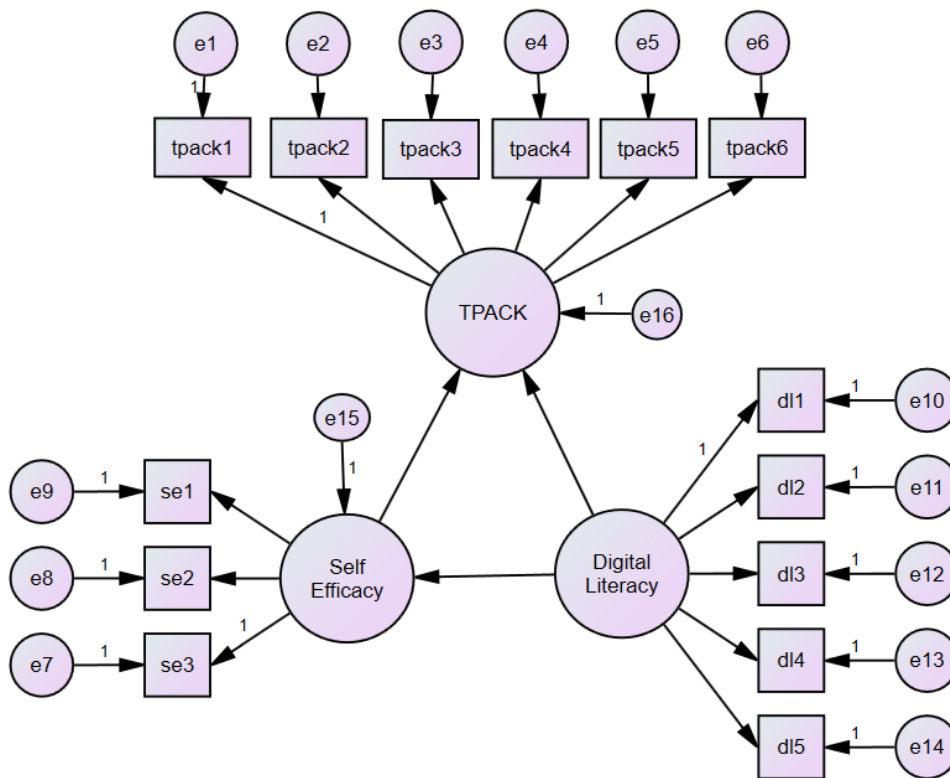 e1
e2
e3
e4
e5
e6
1
tpack1
tpack2
tpack3
tpack4
tpack5
tpack6
1
TPACK
1
e16
e15
1
dl1
1
e10
1
dl2
1
e11
dl3
1
e12
dl4
1
e13
dl5
1
e14
e9
1
se1
e8
1
se2
e7
1
se3
1
Self
Efficacy
Digital
Literacy